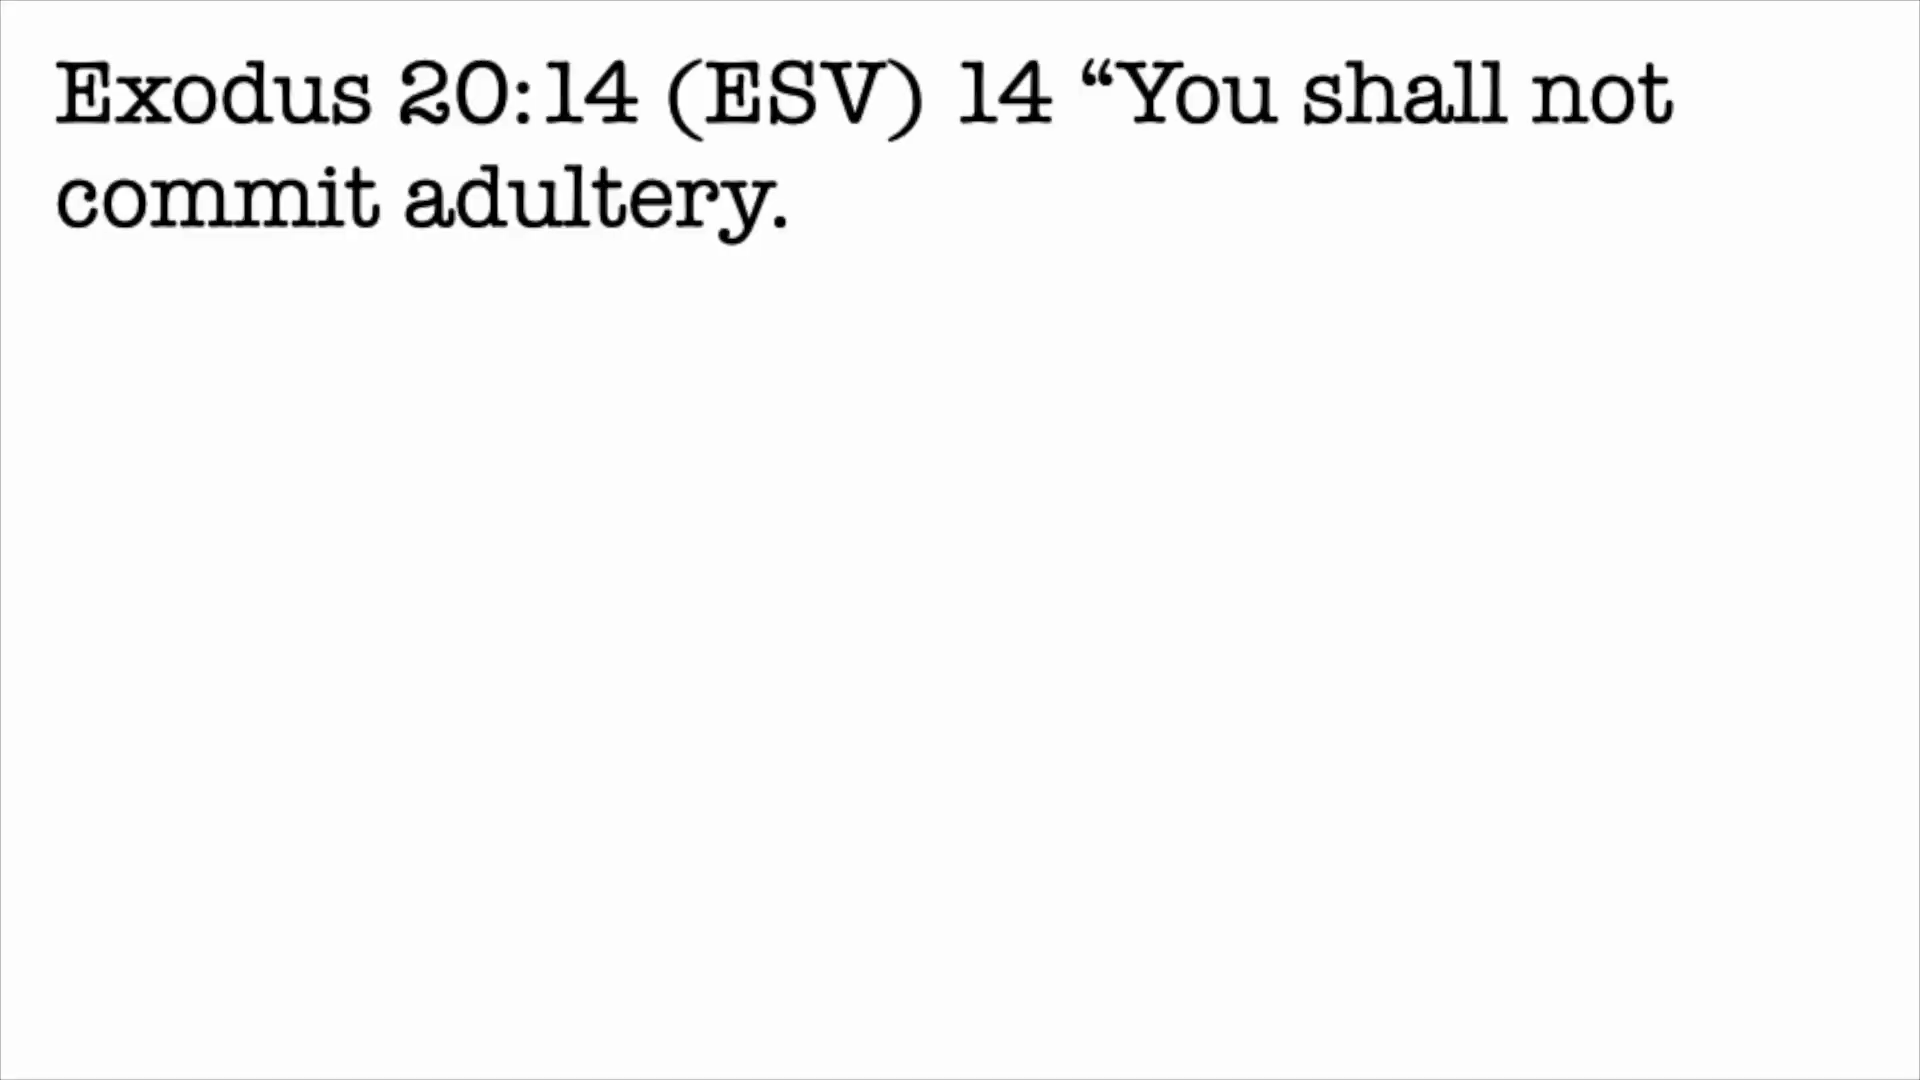 Exodus 20:14 (ESV) 14 “You shall not
commit adultery.